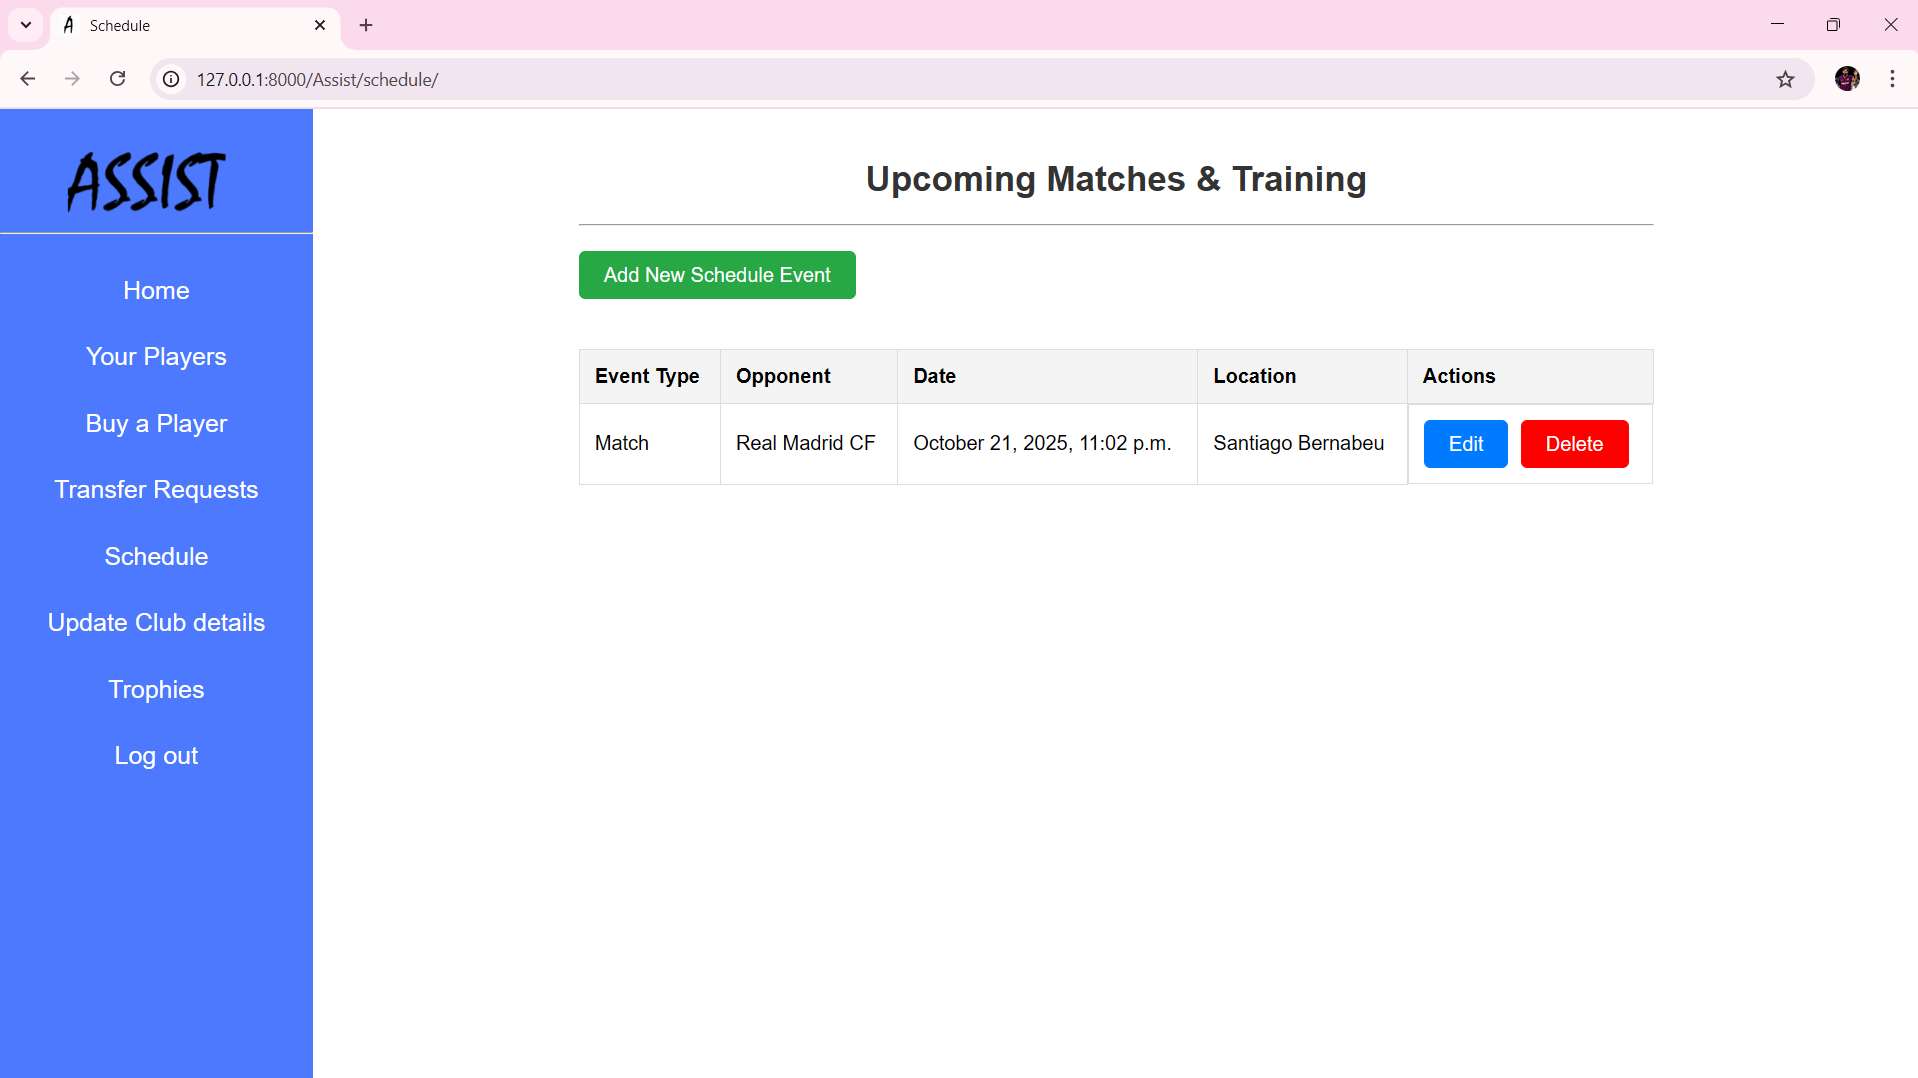 Schedule
127.0.0.1:8000/Assist/schedule/
ASSIST
Home
Your Players
Buy a Player
Transfer Requests
Schedule
Update Club details
Trophies
Log out
Upcoming Matches & Training
Add New Schedule Event
Event Type Opponent Date Location Actions
Match Real Madrid CF October 21, 2025, 11:02 p.m. Santiago Bernabeu Edit Delete